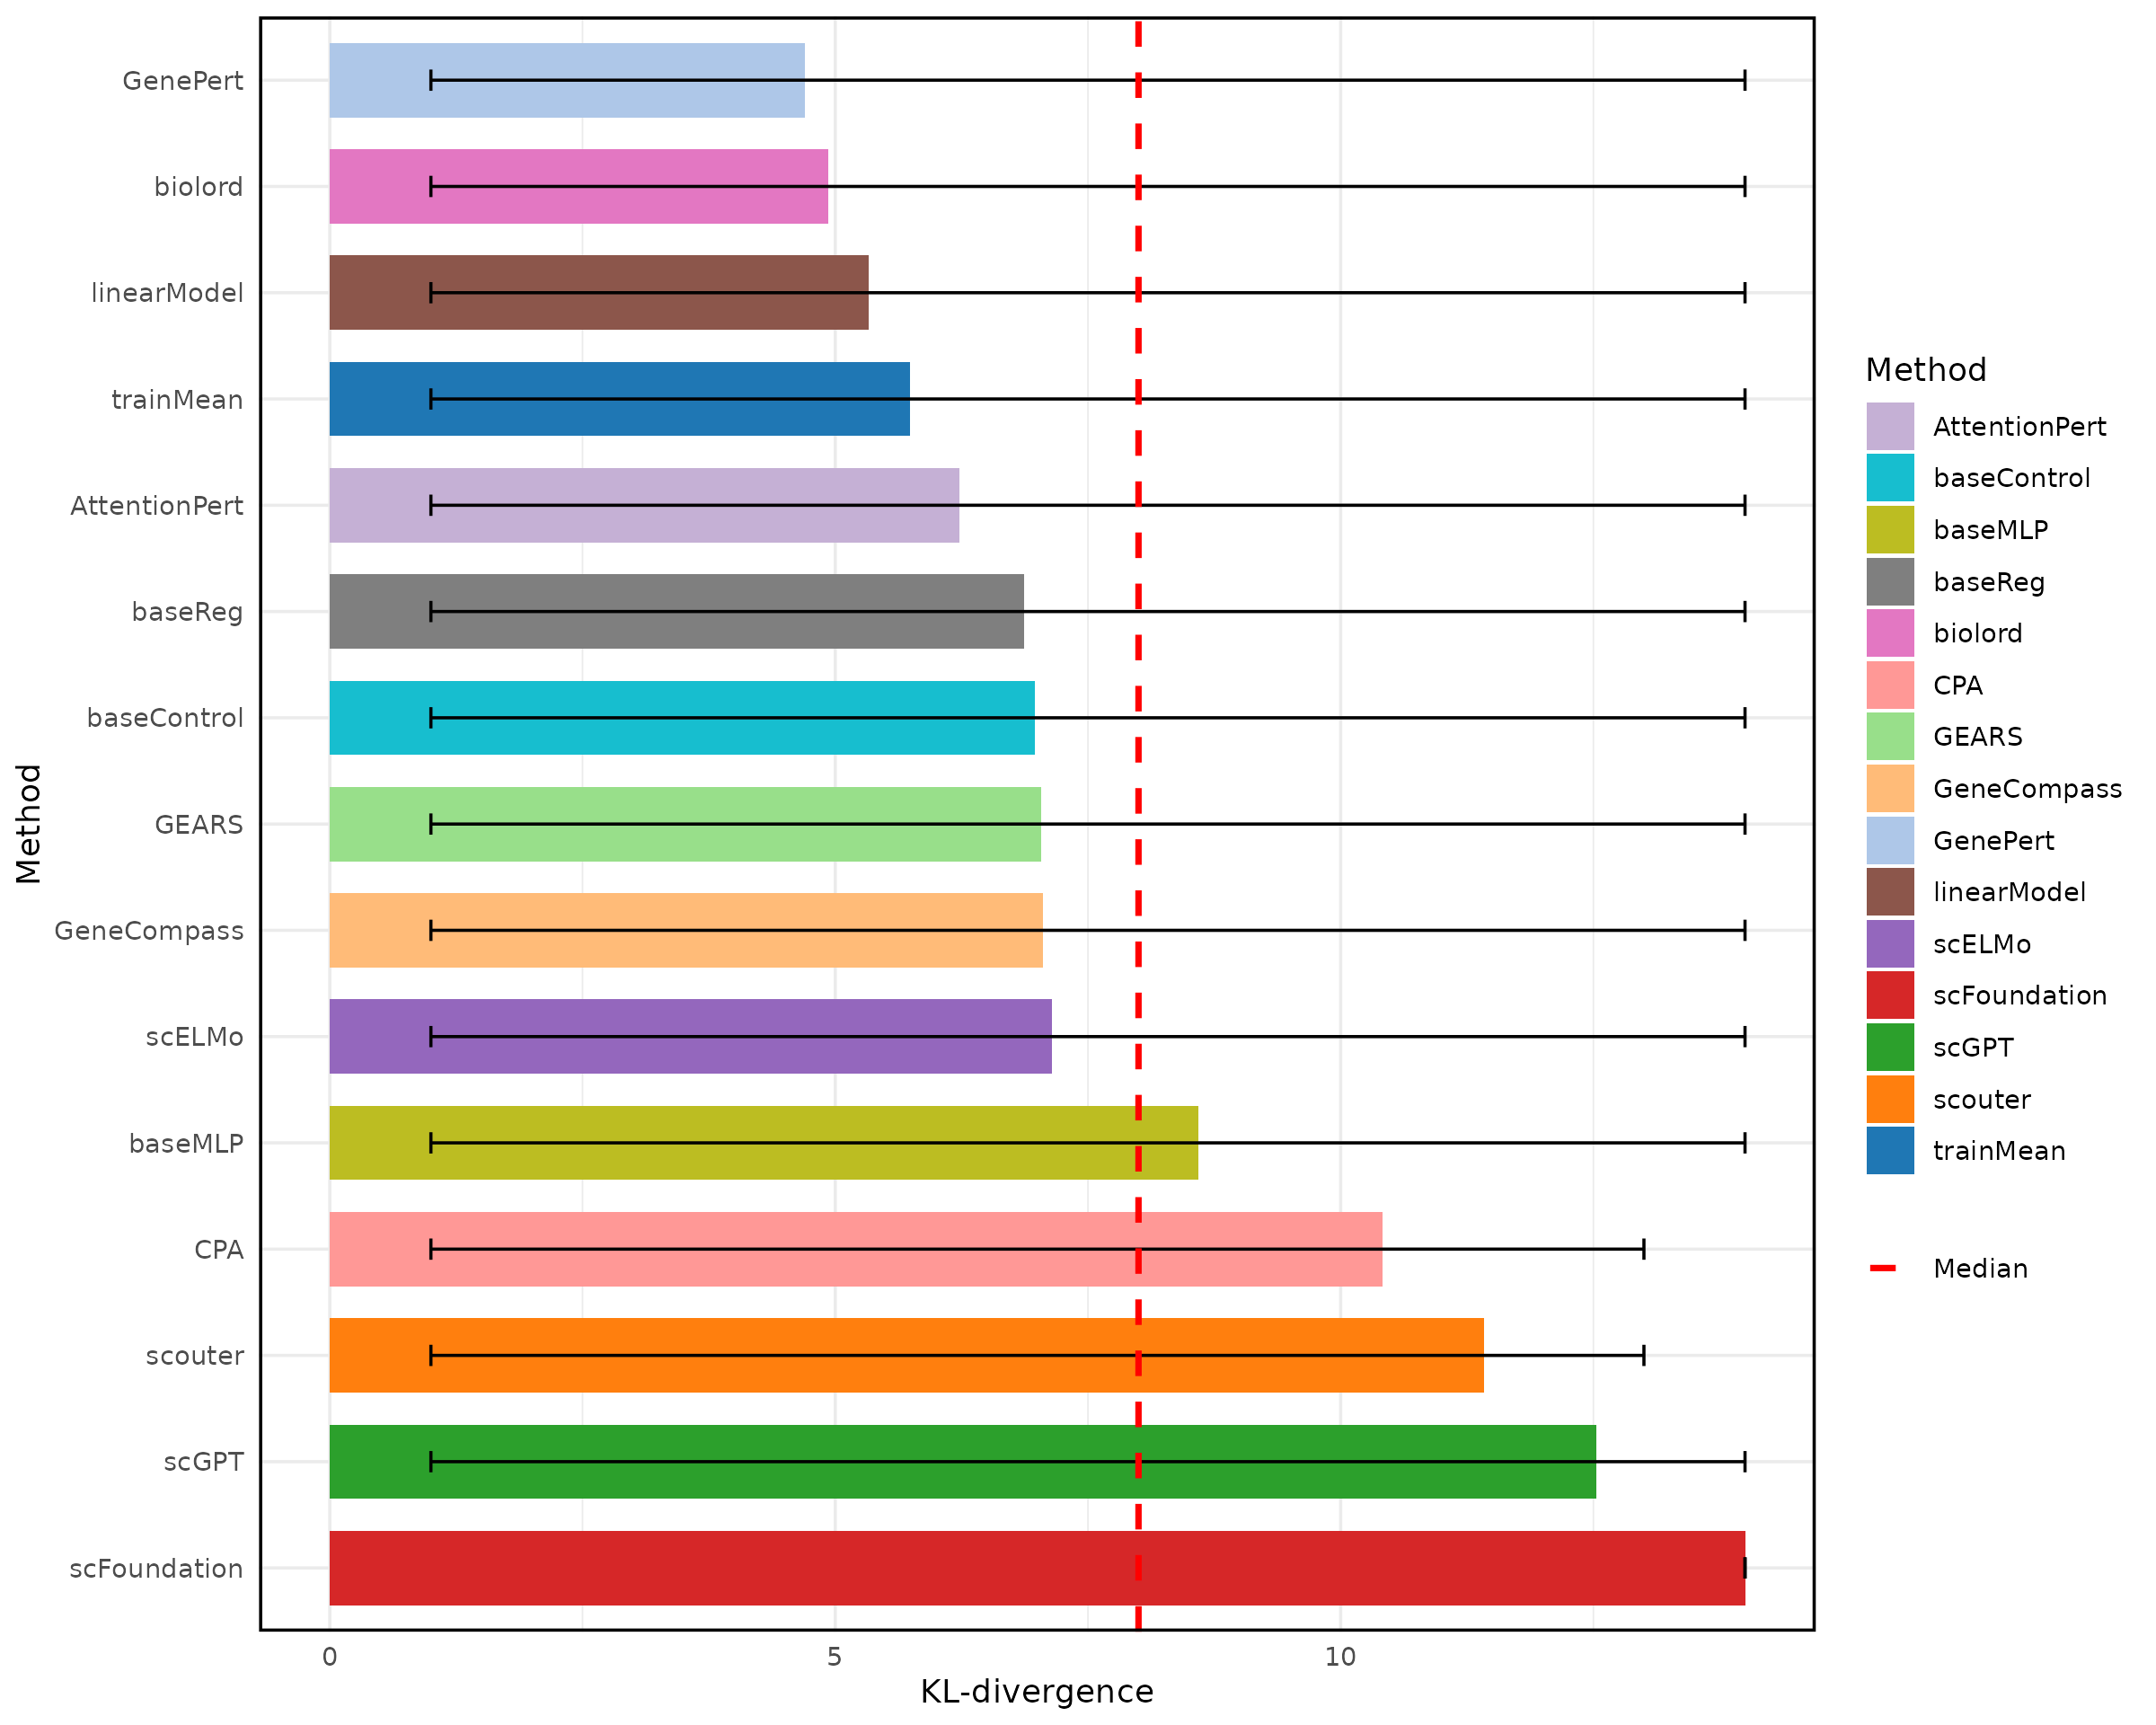 Method
GenePert
biolord
linearModel
trainMean
AttentionPert
baseReg
baseControl
GEARS
GeneCompass
scELMo
baseMLP
CPA
scouter
scGPT
scFoundation
0 5 10
KL-divergence
Method
AttentionPert
baseControl
baseMLP
baseReg
biolord
CPA
GEARS
GeneCompass
GenePert
linearModel
scELMo
scFoundation
scGPT
scouter
trainMean
Median